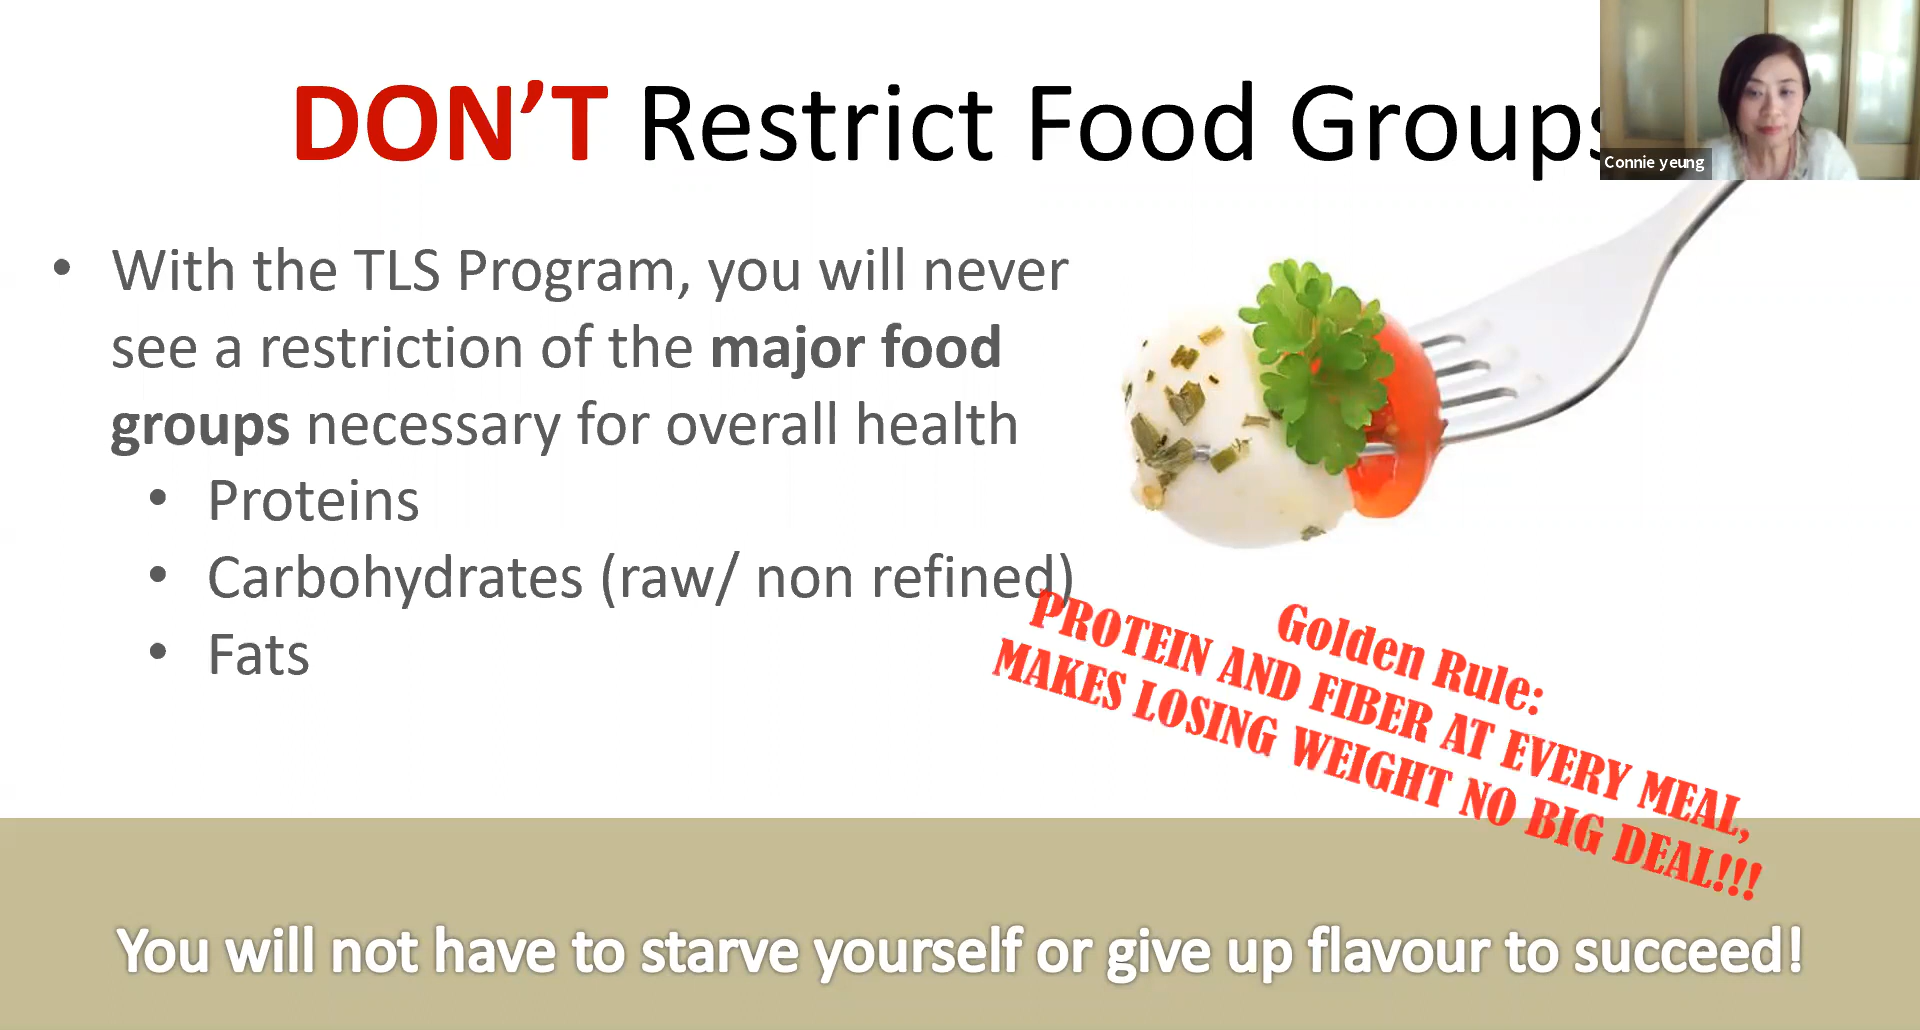 DON'T Restrict Food Groups
Connie yeung
• With the TLS Program, you will never
see a restriction of the major food
groups necessary for overall health
• Proteins
• Carbohydrates (raw/ non refined)
• Fats
Golden Rule:
PROTEIN AND FIBER AT EVERY MEAL,
MAKES LOSING WEIGHT NO BIG DEAL!!!
You will not have to starve yourself or give up flavour to succeed!